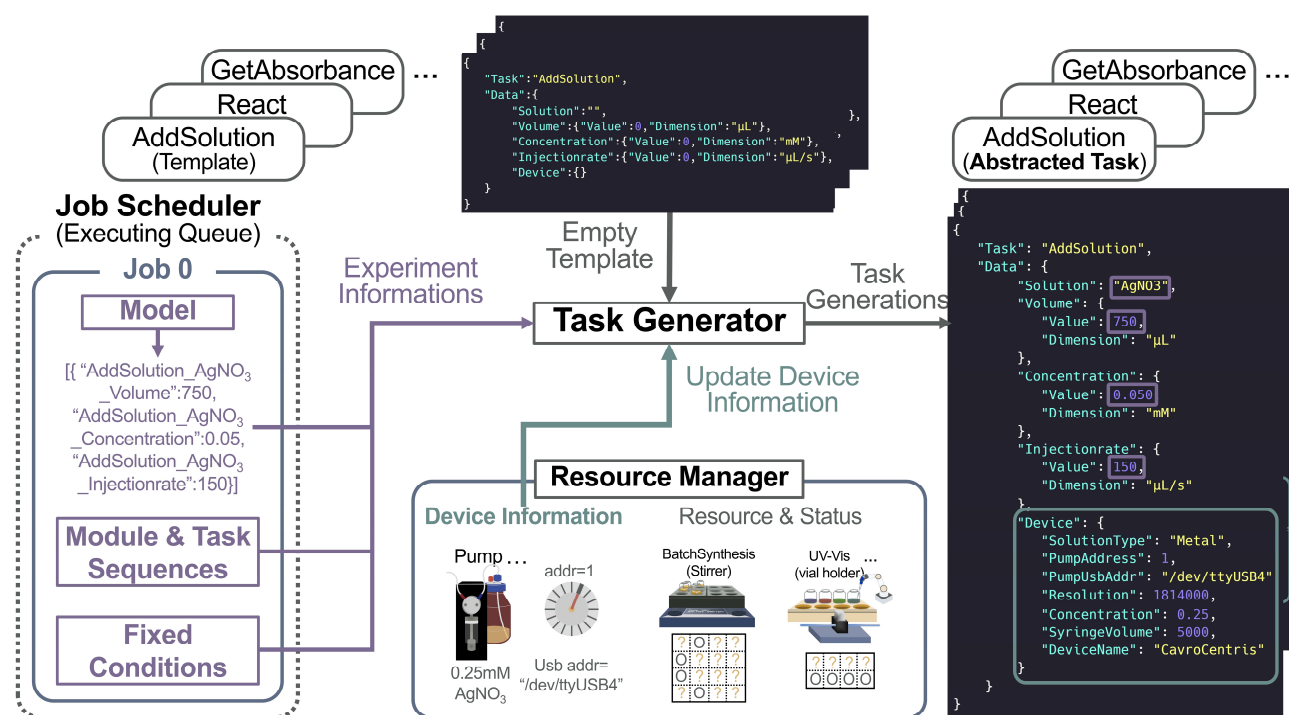 GetAbsorbance ...
React
AddSolution
(Template)
{
{
{
"Task":"AddSolution",
"Data":{
"Solution":"",
"Volume":{"Value":0,"Dimension":"µL"},
"Concentration":{"Value":0,"Dimension":"mM"},
"Injectionrate":{"Value":0,"Dimension":"µL/s"},
"Device":{}
}
}
},
,
GetAbsorbance ...
React
AddSolution
(Abstracted Task)
Job Scheduler
(Executing Queue)
Job 0
Model
[{ “AddSolution_AgNO3
_Volume”:750,
“AddSolution_AgNO3
_Concentration”:0.05,
“AddSolution_AgNO3
_Injectionrate”:150}]
Module & Task
Sequences
Fixed
Conditions
Experiment
Informations
Empty
Template
Task Generator
Task
Generations
Update Device
Information
Resource Manager
Device Information
Resource & Status
Pump ...
addr=1
0.25mM
AgNO3
Usb addr=
“/dev/ttyUSB4”
BatchSynthesis
(Stirrer)
? O ? ?
O ? ? ?
O ? ? ?
? O ? ?
UV-Vis ...
(vial holder)
? ? ? ?
O O O O
{
{
{
"Task": "AddSolution",
"Data": {
"Solution": "AgNO3",
"Volume": {
"Value": 750,
"Dimension": "µL"
},
"Concentration": {
"Value": 0.050
"Dimension": "mM"
},
"Injectionrate": {
"Value": 150,
"Dimension": "µL/s"
},
"Device": {
"SolutionType": "Metal",
"PumpAddress": 1,
"PumpUsbAddr": "/dev/ttyUSB4"
"Resolution": 1814000,
"Concentration": 0.25,
"SyringeVolume": 5000,
"DeviceName": "CavroCentris"
}
}
}